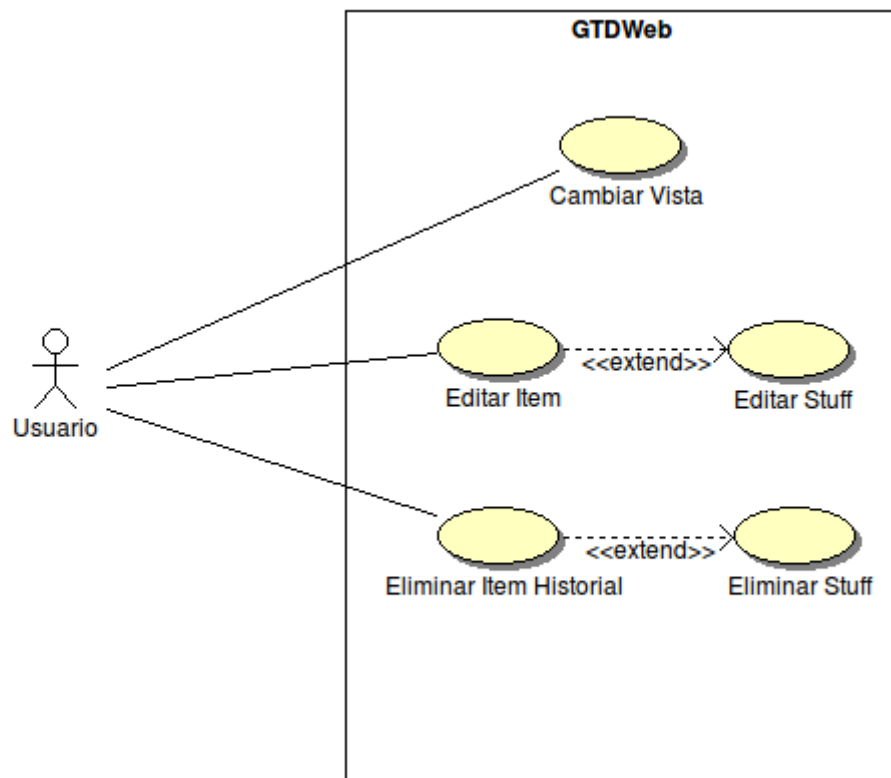 GTDWeb
Cambiar Vista
<<extend>>
Editar Item
Editar Stuff
Usuario
<<extend>>
Eliminar Item Historial
Eliminar Stuff